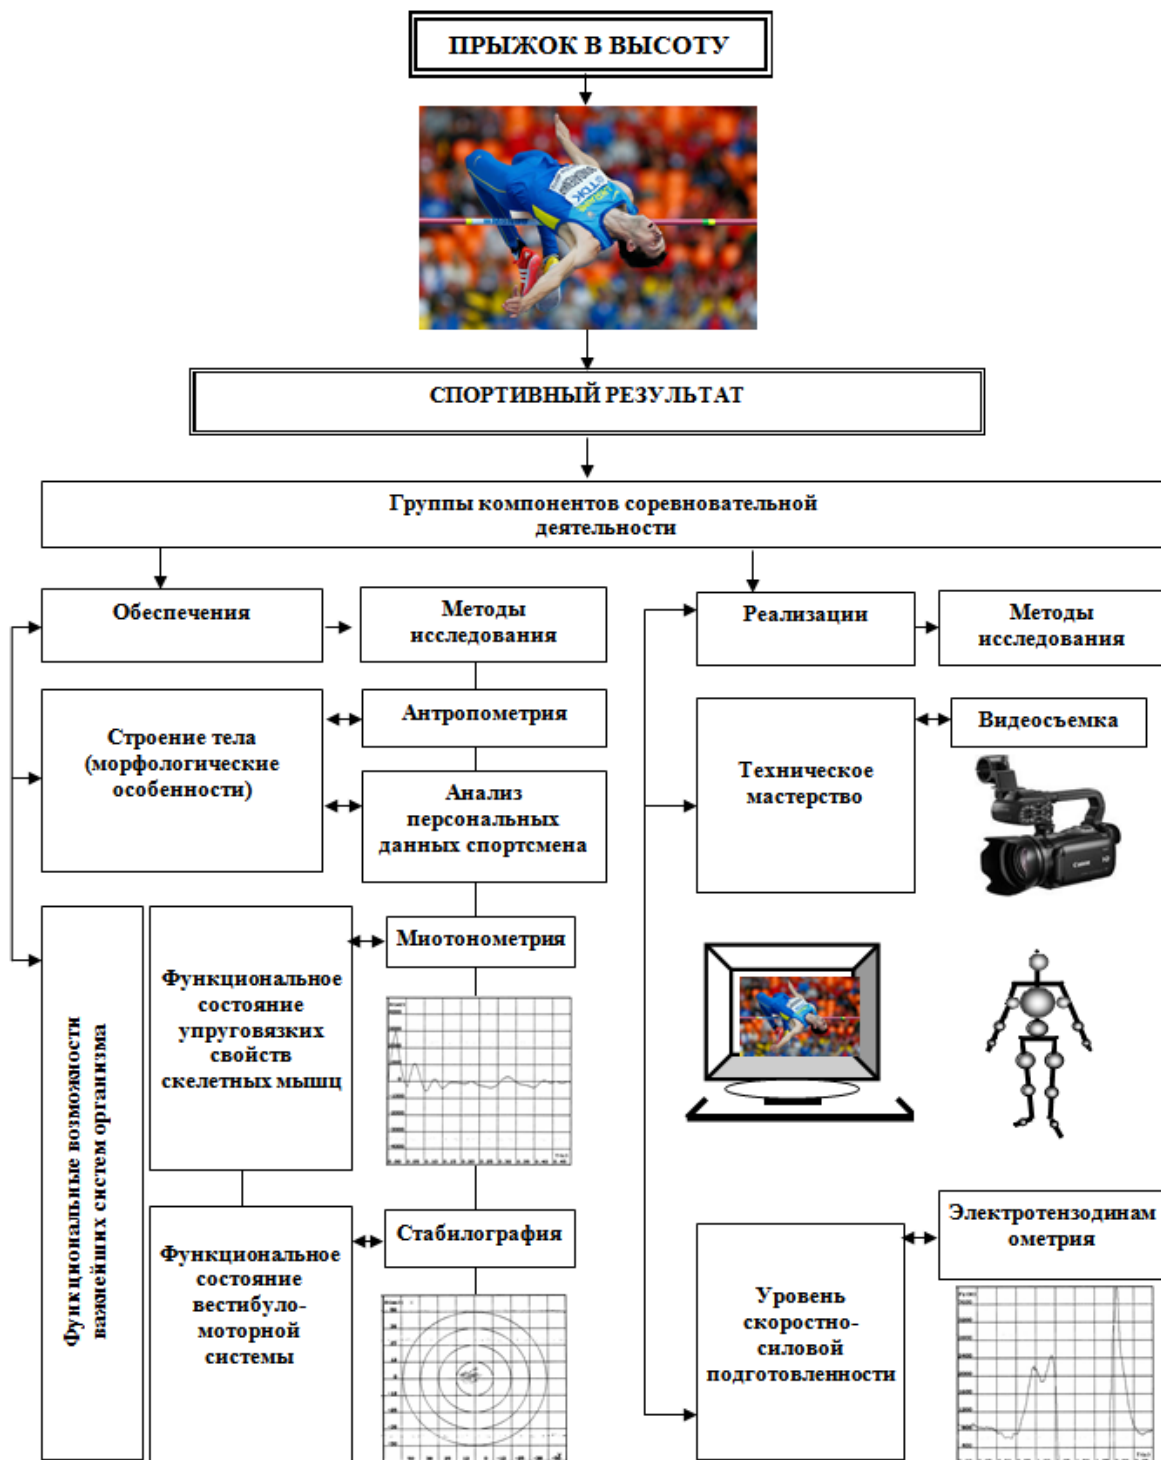 ПРЫЖОК В ВЫСОТУ
TDK
СПОРТИВНЫЙ РЕЗУЛЬТАТ
Группы компонентов соревновательной
деятельности
Обеспечения
Методы
исследования
Реализации
Методы
исследования
Строение тела
(морфологические
особенности)
Антропометрия
Анализ
персональных
данных спортсмена
Техническое
мастерство
Видеосъемка
Canon
Функциональные возможности
важнейших систем организма
Функциональное
состояние
упруговязких
свойств
скелетных мышц
Миотонометрия
Функциональное
состояние
вестибуло-
моторной
системы
Стабилография
Уровень
скоростно-
силовой
подготовленности
Электротензодинам
ометрия